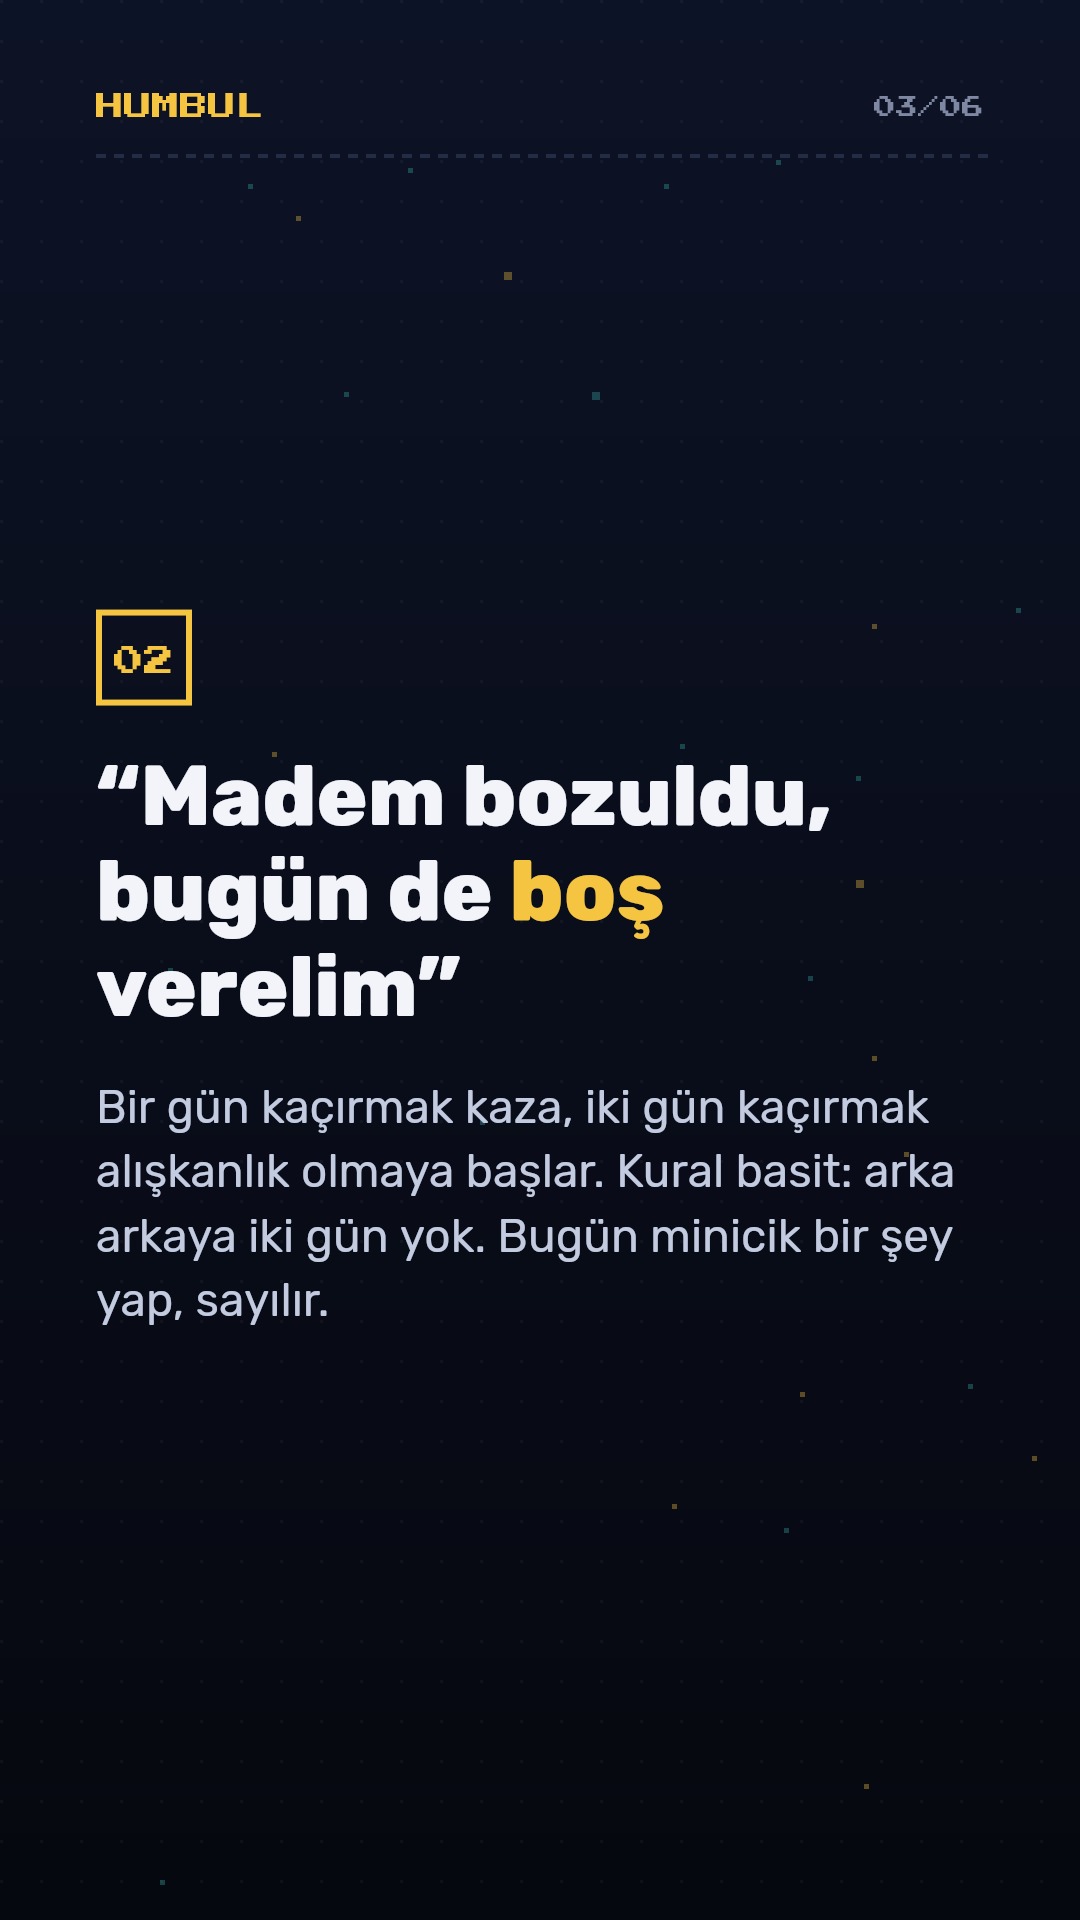 HUMBUL
03/06
02
“Madem bozuldu,
bugün de boş
verelim”
Bir gün kaçırmak kaza, iki gün kaçırmak
alışkanlık olmaya başlar. Kural basit: arka
arkaya iki gün yok. Bugün minicik bir şey
yap, sayılır.